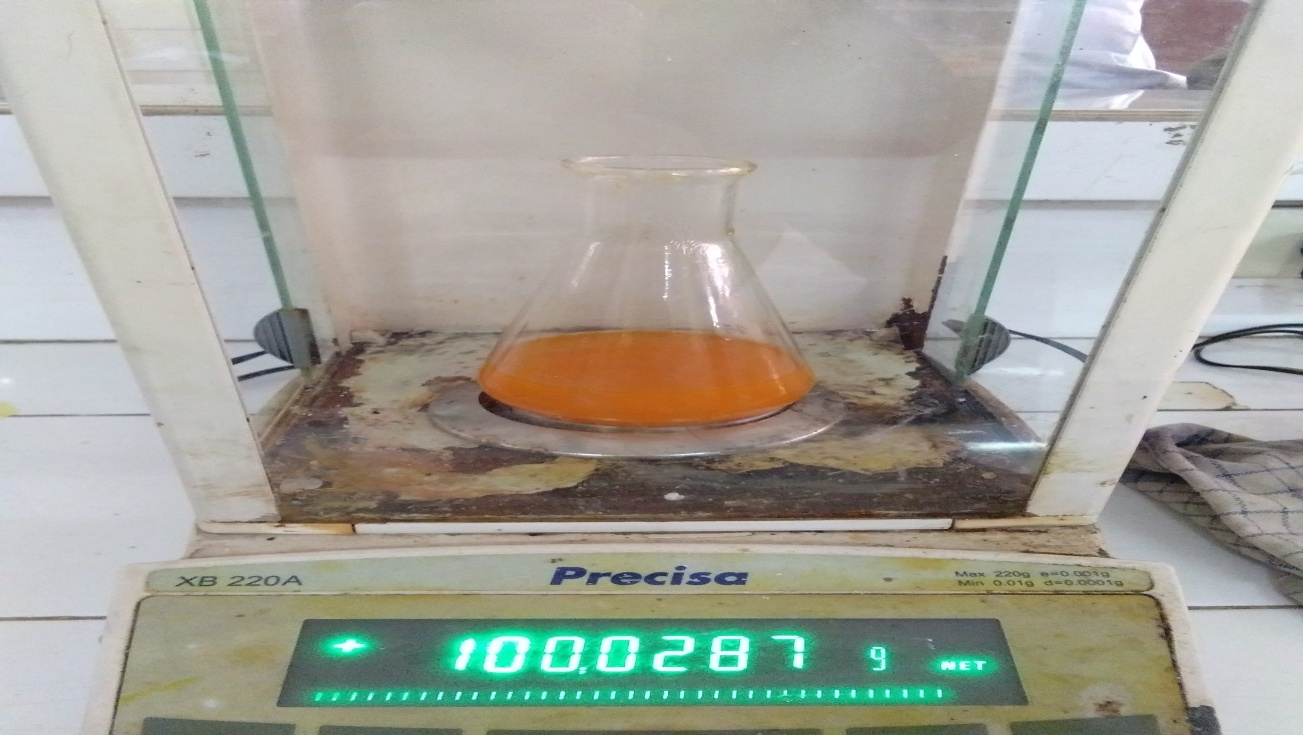 XB 220A
Precisa
Max 220g e=0.001g
Min 0.01g d=0.0001g
+ 100.0287 g NET